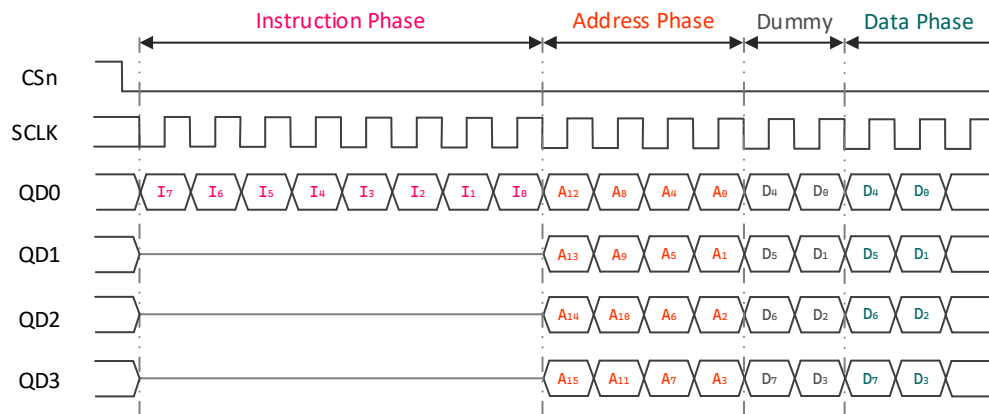 Instruction Phase Address Phase Dummy Data Phase
CSn
SCLK
QD0 I₇ I₆ I₅ I₄ I₃ I₂ I₁ I₀ A₁₂ A₈ A₄ A₀ D₄ D₀ D₄ D₀
QD1 A₁₃ A₉ A₅ A₁ D₅ D₁ D₅ D₁
QD2 A₁₄ A₁₀ A₆ A₂ D₆ D₂ D₆ D₂
QD3 A₁₅ A₁₁ A₇ A₃ D₇ D₃ D₇ D₃